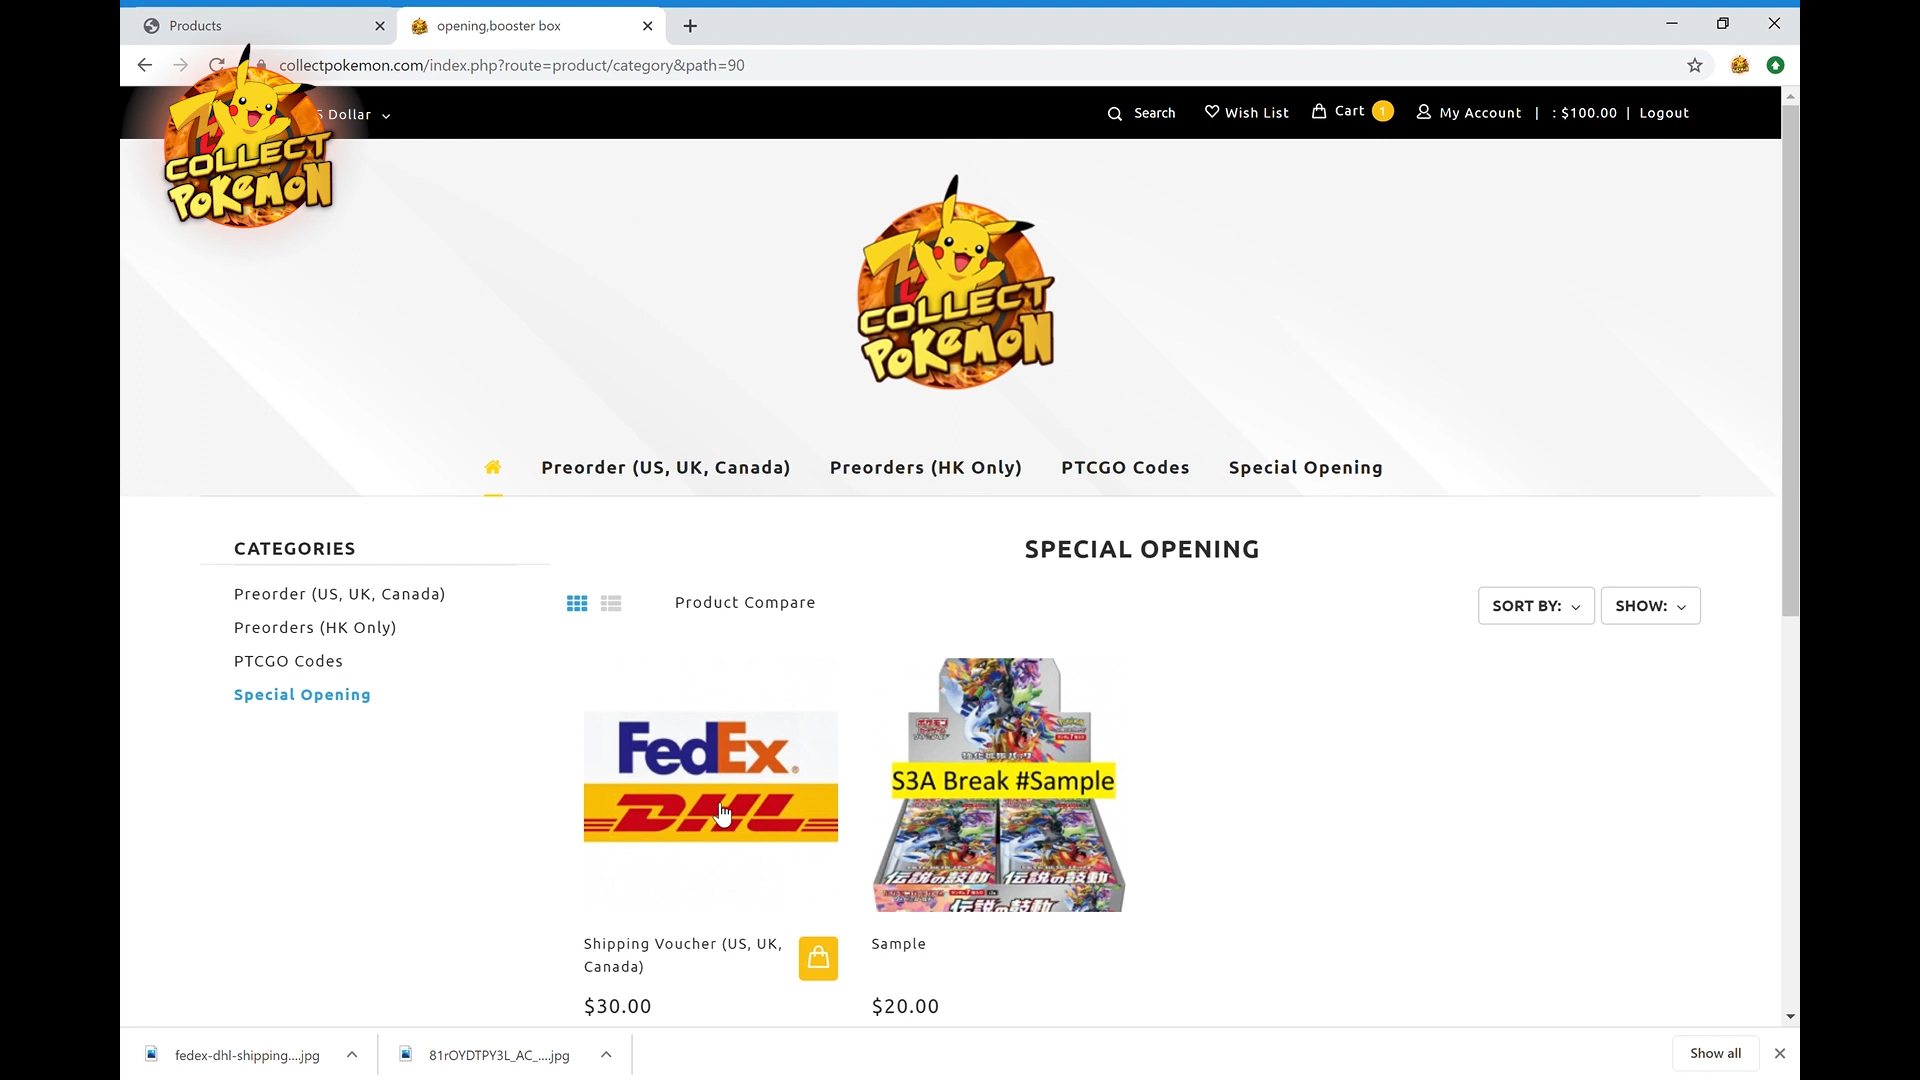 Products
opening,booster box
collectpokemon.com/index.php?route=product/category&path=90
COLLECT
POKéMON
Dollar
Search
Wish List
Cart 1
My Account | : $100.00 | Logout
COLLECT
POKéMON
Preorder (US, UK, Canada)
Preorders (HK Only)
PTCGO Codes
Special Opening
CATEGORIES
Preorder (US, UK, Canada)
Preorders (HK Only)
PTCGO Codes
Special Opening
SPECIAL OPENING
Product Compare
SORT BY:
SHOW:
FedEx®
DHL
S3A Break #Sample
伝説の鼓動 伝説の鼓動
伝説の鼓動
Shipping Voucher (US, UK,
Canada)
$30.00
Sample
$20.00
fedex-dhl-shipping....jpg
81rOYDTPY3L_AC_....jpg
Show all